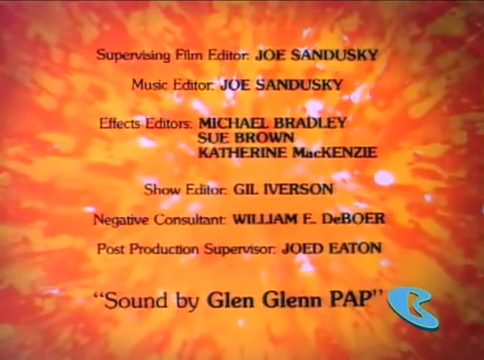 Supervising Film Editor: JOE SANDUSKY
Music Editor: JOE SANDUSKY
Effects Editors: MICHAEL BRADLEY
SUE BROWN
KATHERINE MacKENZIE
Show Editor: GIL IVERSON
Negative Consultant: WILLIAM E. DeBOER
Post Production Supervisor: JOED EATON
"Sound by Glen Glenn PAP"